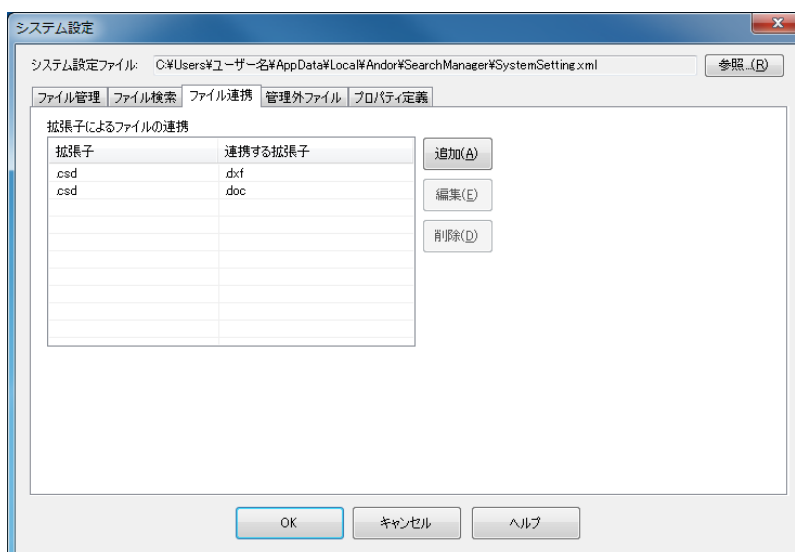 システム設定
システム設定ファイル: C:¥Users¥ユーザー名¥AppData¥Local¥Andor¥SearchManager¥SystemSetting.xml 参照...(R)
ファイル管理 ファイル検索 ファイル連携 管理外ファイル プロパティ定義
拡張子によるファイルの連携
拡張子 連携する拡張子 追加(A)
.csd .dxf
.csd .doc 編集(E)
削除(D)
OK キャンセル ヘルプ